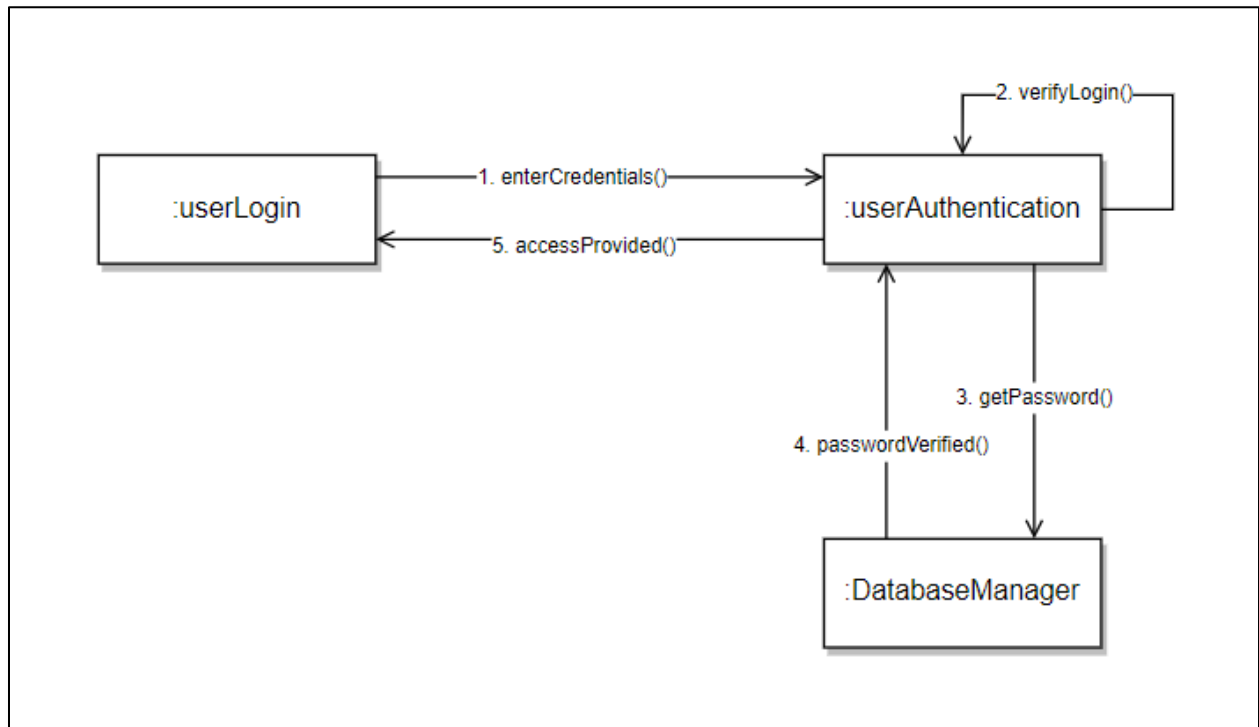 2. verifyLogin()
:userLogin
1. enterCredentials()
:userAuthentication
5. accessProvided()
3. getPassword()
4. passwordVerified()
:DatabaseManager